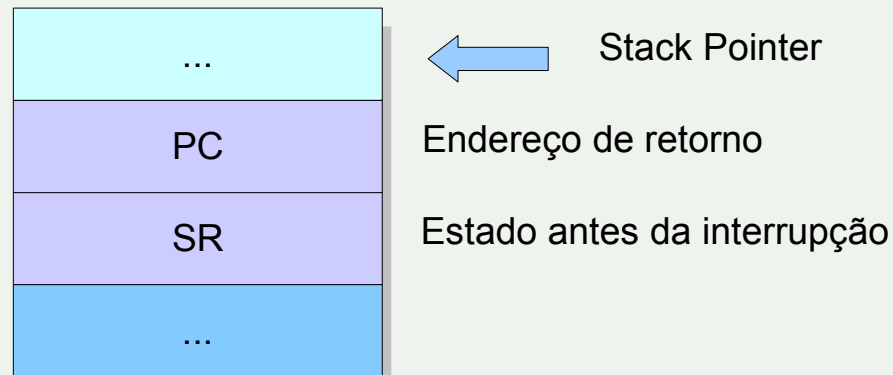 ...
Stack Pointer
PC
Endereço de retorno
SR
Estado antes da interrupção
...